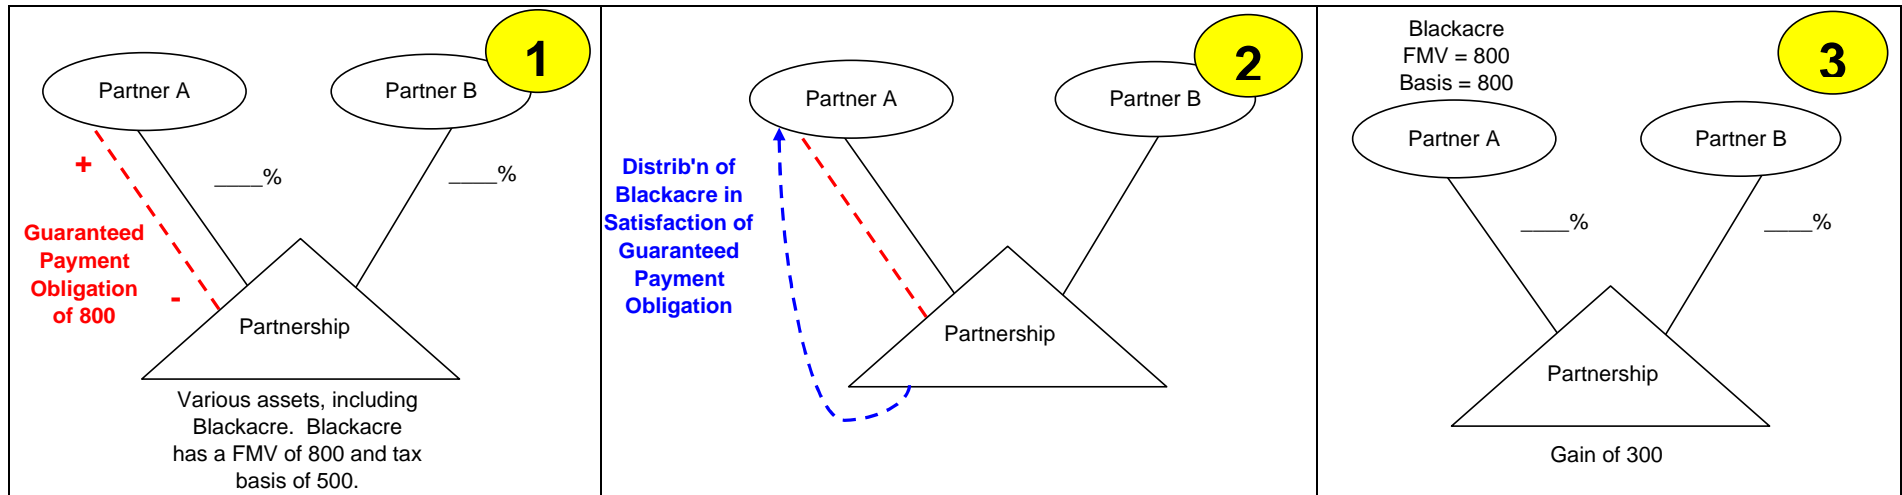 1
Partner A
Partner B
+
____%
____%
Guaranteed
Payment
Obligation
of 800
-
Partnership
Various assets, including
Blackacre. Blackacre
has a FMV of 800 and tax
basis of 500.
2
Partner A
Partner B
Distrib'n of
Blackacre in
Satisfaction of
Guaranteed
Payment
Obligation
Partnership
Blackacre
FMV = 800
Basis = 800
3
Partner A
Partner B
____%
____%
Partnership
Gain of 300